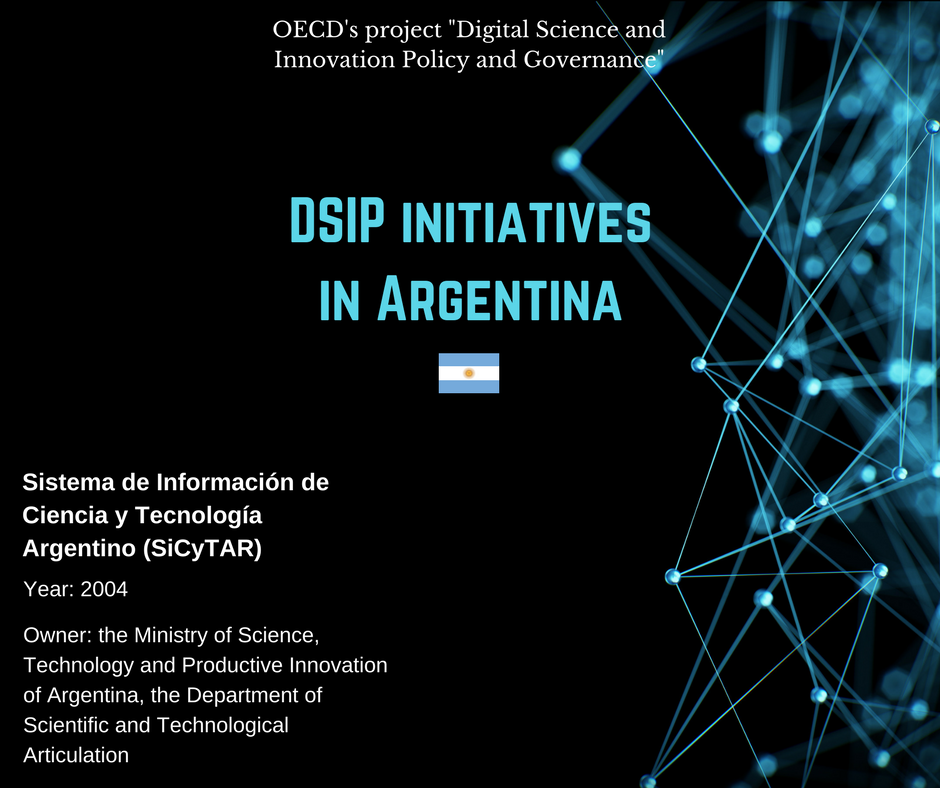 OECD's project "Digital Science and
Innovation Policy and Governance"
DSIP initiatives
in Argentina
Sistema de Información de
Ciencia y Tecnología
Argentino (SiCyTAR)
Year: 2004
Owner: the Ministry of Science,
Technology and Productive Innovation
of Argentina, the Department of
Scientific and Technological
Articulation